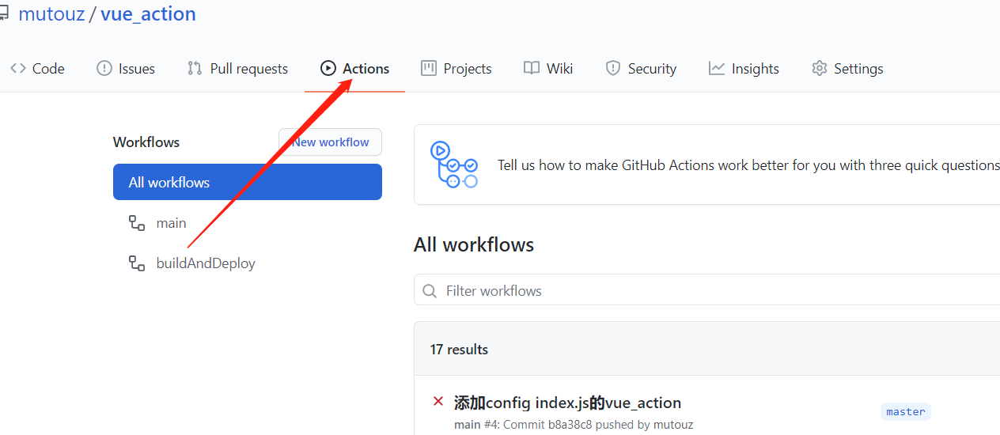 mutouz / vue_action
Code Issues Pull requests Actions Projects Wiki Security Insights Settings
Workflows
New workflow
All workflows
main
buildAndDeploy
Tell us how to make GitHub Actions work better for you with three quick questions
All workflows
Filter workflows
17 results
添加config index.js的vue_action
master
main #4: Commit b8a38c8 pushed by mutouz